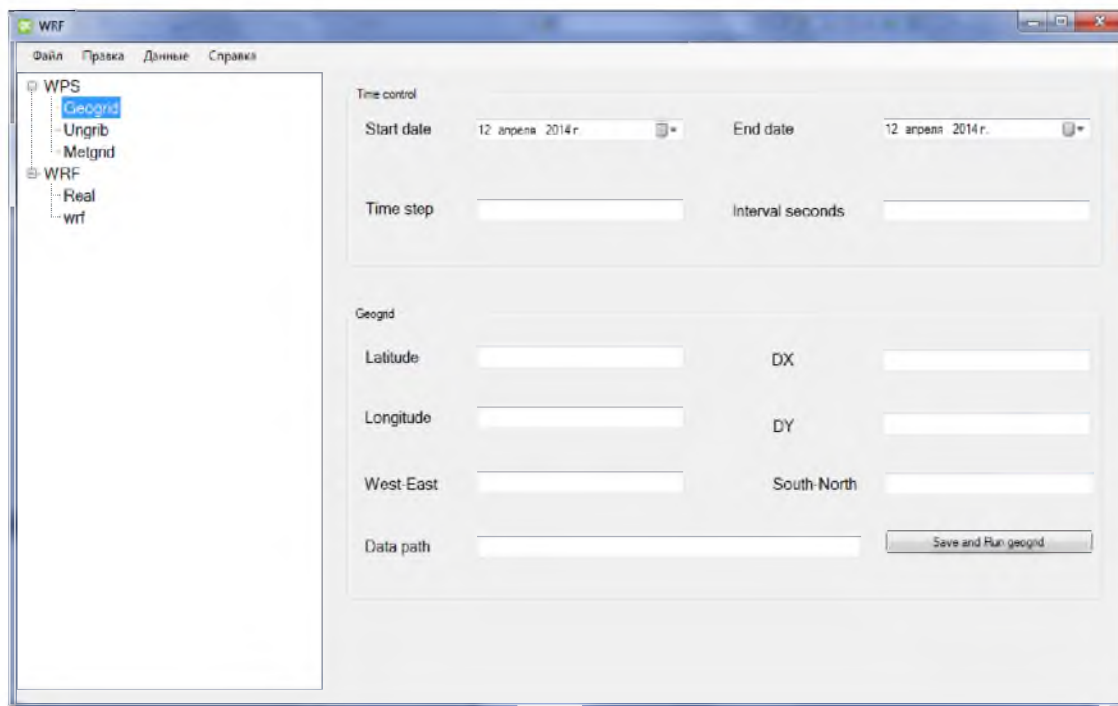 WRF
Файл Правка Данные Справка
WPS
Geogrid
Ungrib
Metgrid
WRF
Real
wrf
Time control
Start date 12 апреля 2014 г. End date 12 апреля 2014 г.
Time step Interval seconds
Geogrid
Latitude DX
Longitude DY
West-East South-North
Data path Save and Run geogrid